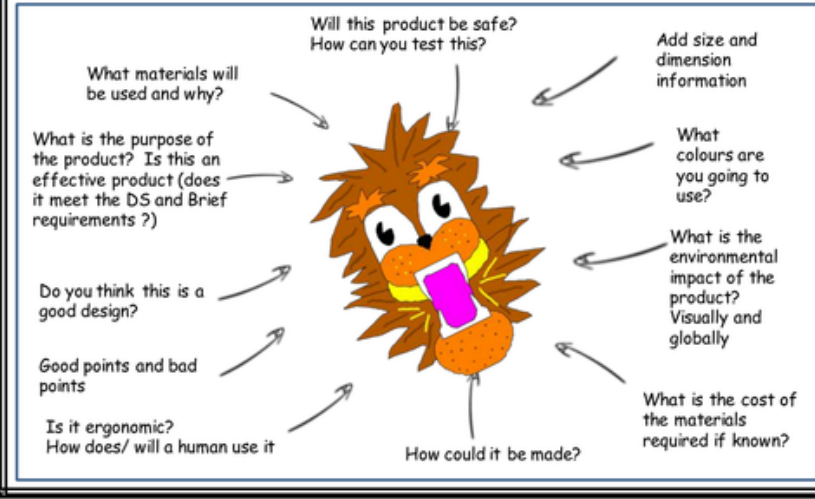 Will this product be safe?
How can you test this?
Add size and
dimension
information
What materials will
be used and why?
What is the purpose of
the product? Is this an
effective product (does
it meet the DS and Brief
requirements ?)
What
colours are
you going to
use?
What is the
environmental
impact of the
product?
Visually and
globally
Do you think this is a
good design?
Good points and bad
points
What is the cost of
the materials
required if known?
Is it ergonomic?
How does/ will a human use it
How could it be made?